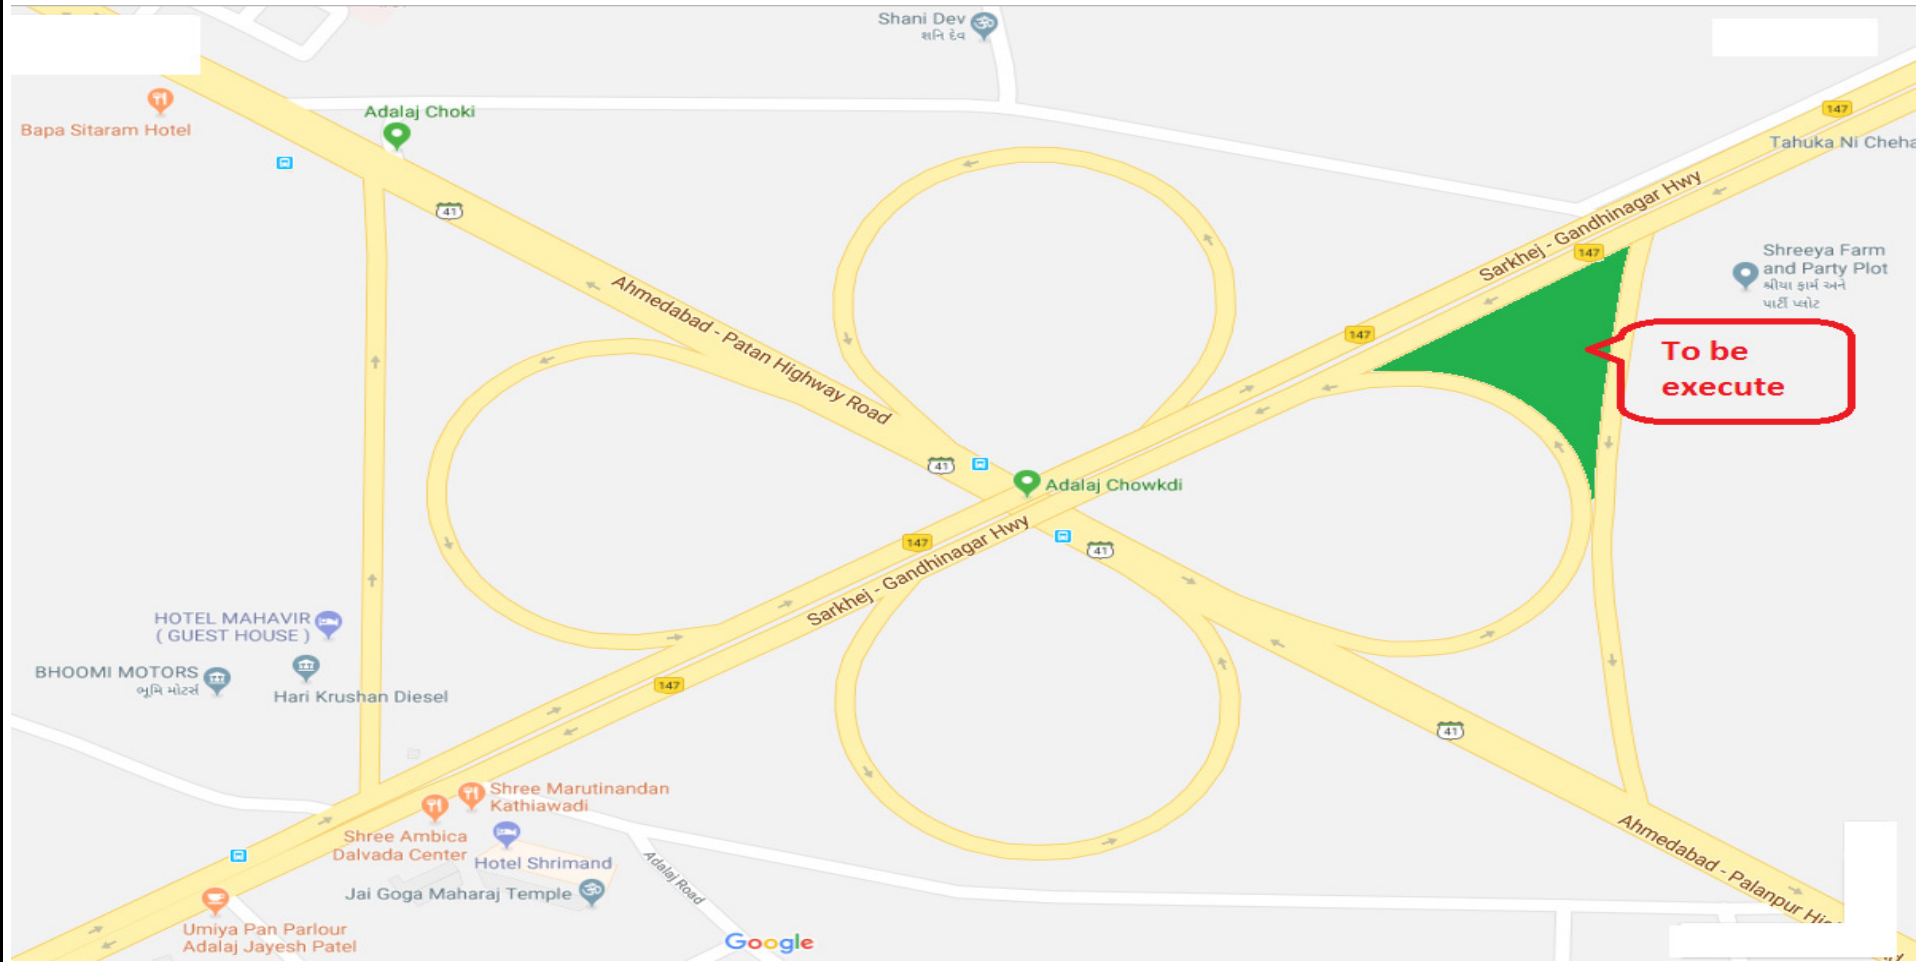 Shani Dev
શનિ દેવ
147
Adalaj Choki
Bapa Sitaram Hotel
Tahuka Ni Cheha
41
Sarkhej - Gandhinagar Hwy
147
Shreeya Farm
and Party Plot
શ્રીયા ફાર્મ અને
પાર્ટી પ્લોટ
Ahmedabad - Patan Highway Road
147
To be
execute
41
Adalaj Chowkdi
147
41
Sarkhej - Gandhinagar Hwy
HOTEL MAHAVIR
( GUEST HOUSE )
BHOOMI MOTORS
ભૂમિ મોટર્સ
Hari Krushan Diesel
147
41
Shree Marutinandan
Kathiawadi
Shree Ambica
Dalvada Center
Hotel Shrimand
Adalaj Road
Jai Goga Maharaj Temple
Ahmedabad - Palanpur Hig
Umiya Pan Parlour
Adalaj Jayesh Patel
Google